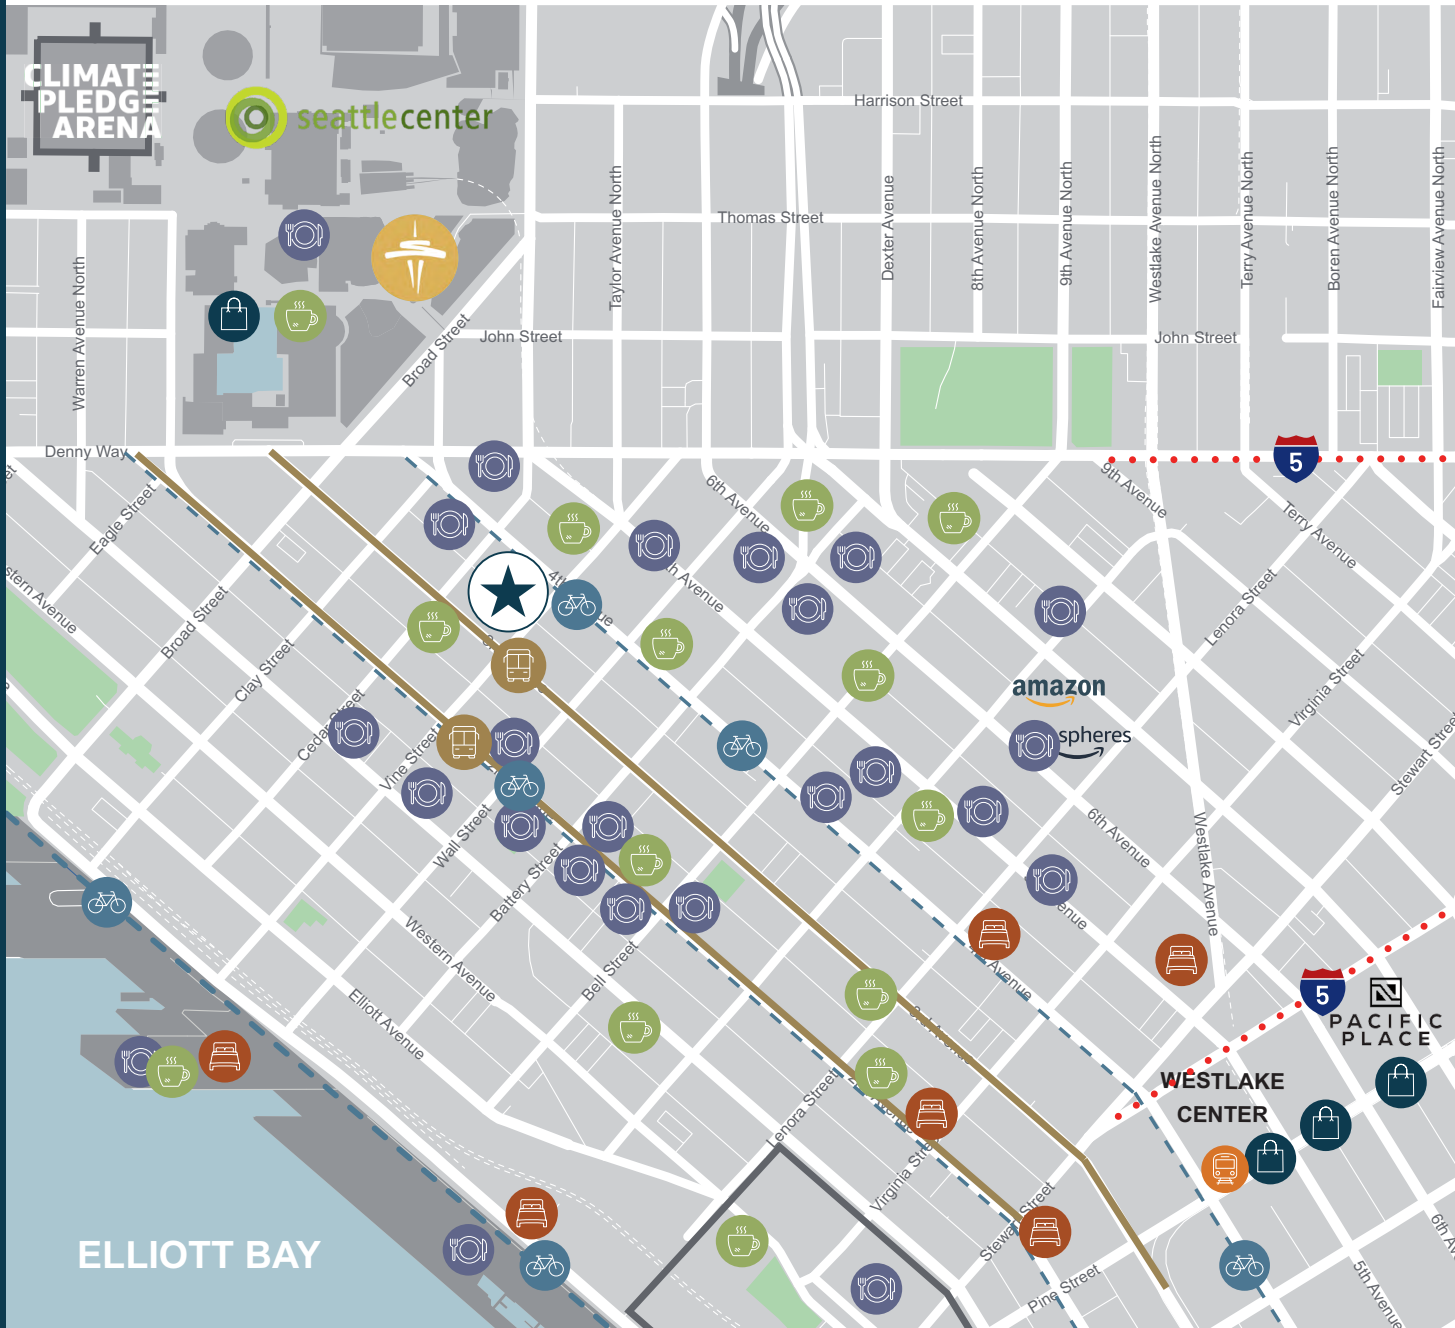 CLIMATE
PLEDGE
ARENA
seattlecenter
Harrison Street
Thomas Street
John Street
John Street
Taylor Avenue North
Dexter Avenue
8th Avenue North
9th Avenue North
Westlake Avenue North
Terry Avenue North
Boren Avenue North
Fairview Avenue North
Warren Avenue North
Broad Street
Denny Way
5
Eagle Street
6th Avenue
9th Avenue
Terry Avenue
Broad Street
Clay Street
Lenora Street
Virginia Street
Stewart Street
amazon
spheres
Vine Street
Wall Street
Battery Street
6th Avenue
Westlake Avenue
Western Avenue
Bell Street
Elliott Avenue
5
PACIFIC
PLACE
WESTLAKE
CENTER
Lenora Street
Virginia Street
Pine Street
5th Avenue
ELLIOTT BAY